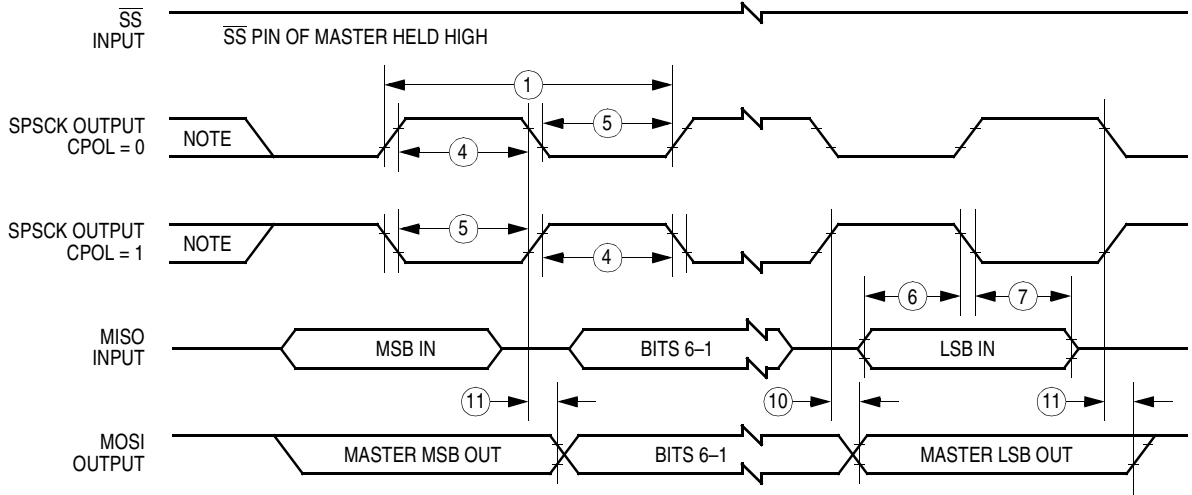 SS
INPUT
SS PIN OF MASTER HELD HIGH
1
SPSCK OUTPUT
CPOL = 0
NOTE
4
5
SPSCK OUTPUT
CPOL = 1
NOTE
5
4
6
7
MISO
INPUT
MSB IN
BITS 6–1
LSB IN
11
10
11
MOSI
OUTPUT
MASTER MSB OUT
BITS 6–1
MASTER LSB OUT